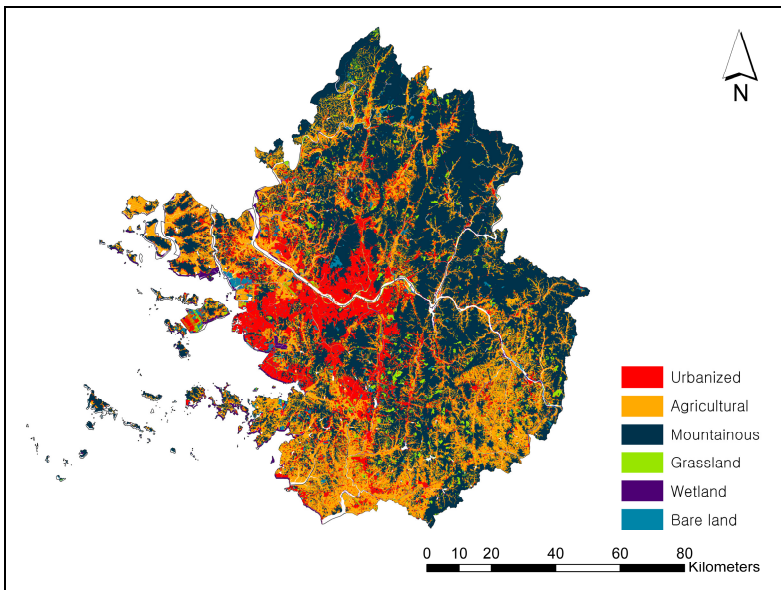 N
Urbanized
Agricultural
Mountainous
Grassland
Wetland
Bare land
0 10 20 40 60 80
Kilometers